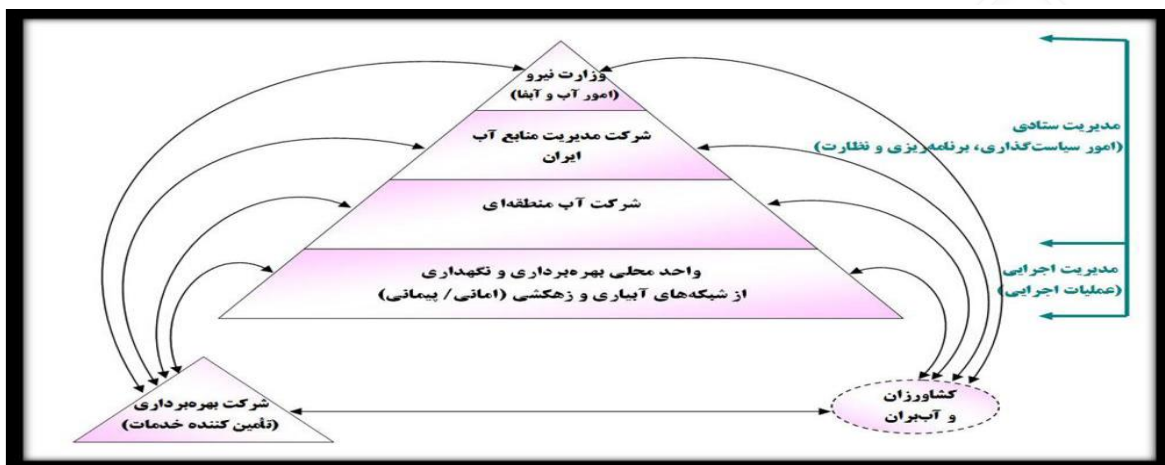 وزارت نیرو
(امور آب و آبفا)
شرکت مدیریت منابع آب
ایران
شرکت آب منطقه‌ای
واحد محلی بهره‌برداری و نگهداری
از شبکه‌های آبیاری و زهکشی (امانی/ پیمانی)
مدیریت ستادی
(امور سیاست‌گذاری، برنامه‌ریزی و نظارت)
مدیریت اجرایی
(عملیات اجرایی)
کشاورزان
و آب‌بران
شرکت بهره‌برداری
(تأمین کننده خدمات)